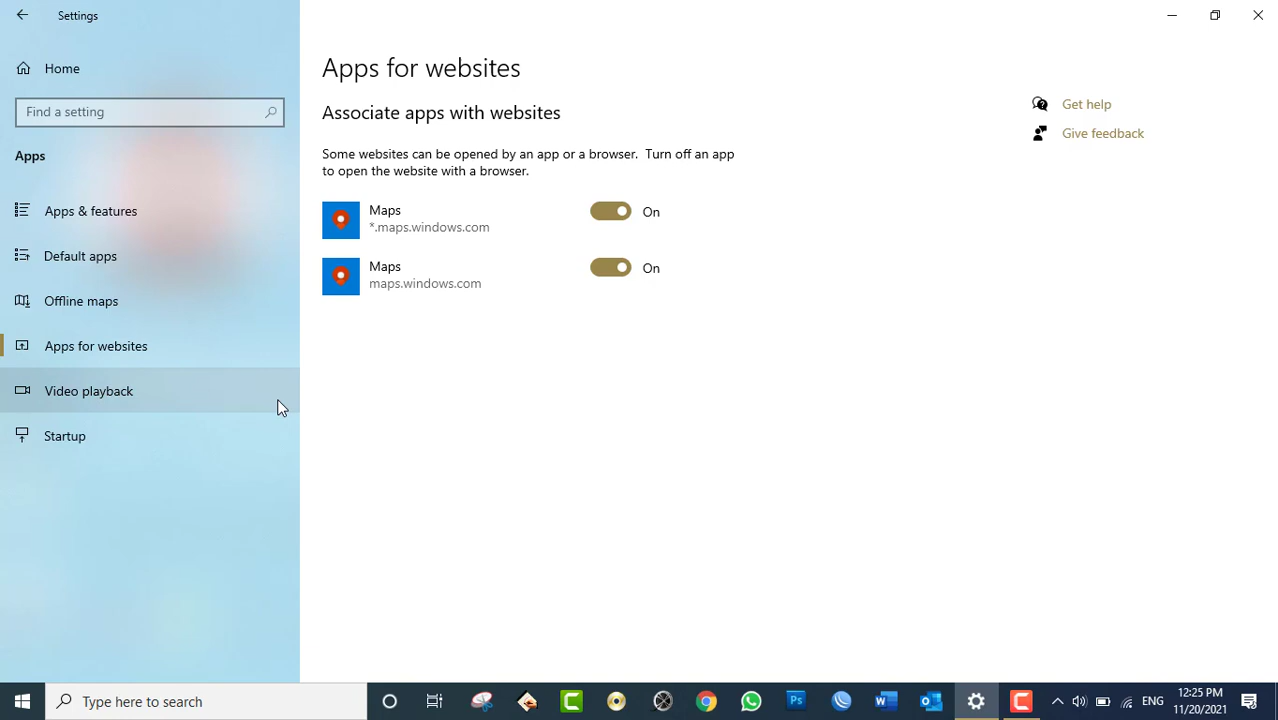 Settings
Home
Find a setting
Apps
Apps & features
Default apps
Offline maps
Apps for websites
Video playback
Startup
Apps for websites
Associate apps with websites
Some websites can be opened by an app or a browser.  Turn off an app
to open the website with a browser.
Maps
*.maps.windows.com
On
Maps
maps.windows.com
On
Get help
Give feedback
Type here to search
Ps
ENG
12:25 PM
11/20/2021